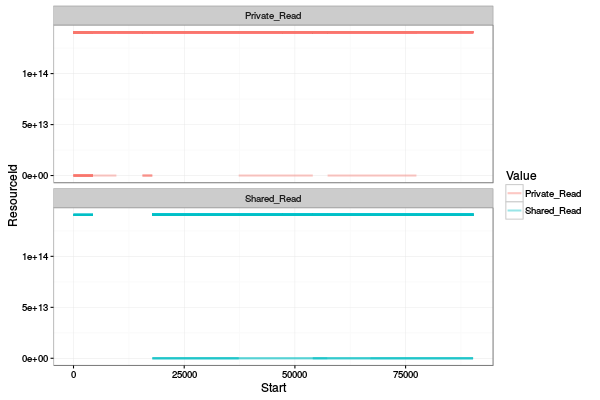 Private_Read
1e+14
5e+13
0e+00
Shared_Read
1e+14
5e+13
0e+00
0
25000
50000
75000
Start
ResourceId
Value
Private_Read
Shared_Read